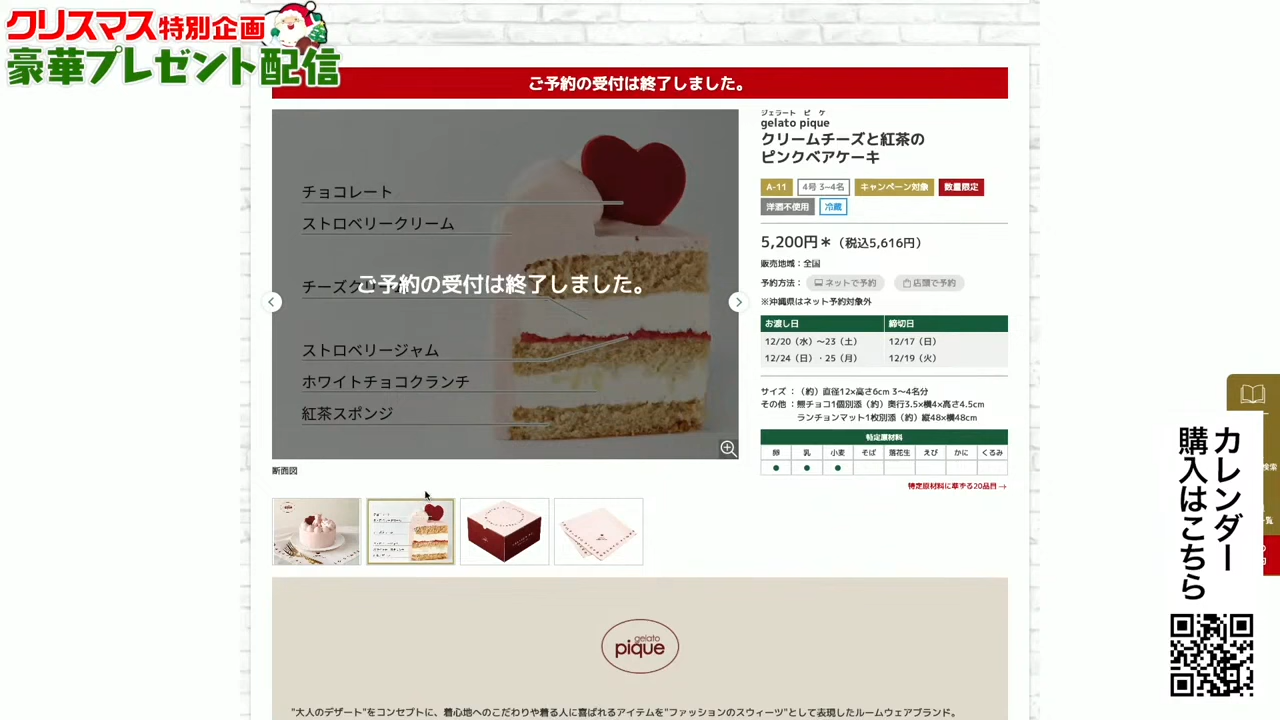 クリスマス特別企画
豪華プレゼント配信
ご予約の受付は終了しました。
チョコレート
ストロベリークリーム
ご予約の受付は終了しました。
ストロベリージャム
ホワイトチョコクランチ
紅茶スポンジ
断面図
ジェラート ピケ
gelato pique
クリームチーズと紅茶の
ピンクベアケーキ
A-11 4号 3~4名 キャンペーン対象 数量限定
洋酒不使用 冷蔵
5,200円＊（税込5,616円）
販売地域：全国
予約方法： ネットで予約 店頭で予約
※沖縄県はネット予約対象外
お渡し日 締切日
12/20（水）～23（土） 12/17（日）
12/24（日）・25（月） 12/19（火）
サイズ ：（約）直径12×高さ6cm 3～4名分
その他 ：熊チョコ1個別添（約）奥行3.5×横4×高さ4.5cm
ランチョンマット1枚別添（約）縦48×横48cm
特定原材料
卵 乳 小麦 そば 落花生 えび かに くるみ
特定原材料に準ずる20品目→
gelato
pique
"大人のデザート"をコンセプトに、着心地へのこだわりや着る人に喜ばれるアイテムを"ファッションのスウィーツ"として表現したルームウェアブランド。
カレンダー
購入はこちら